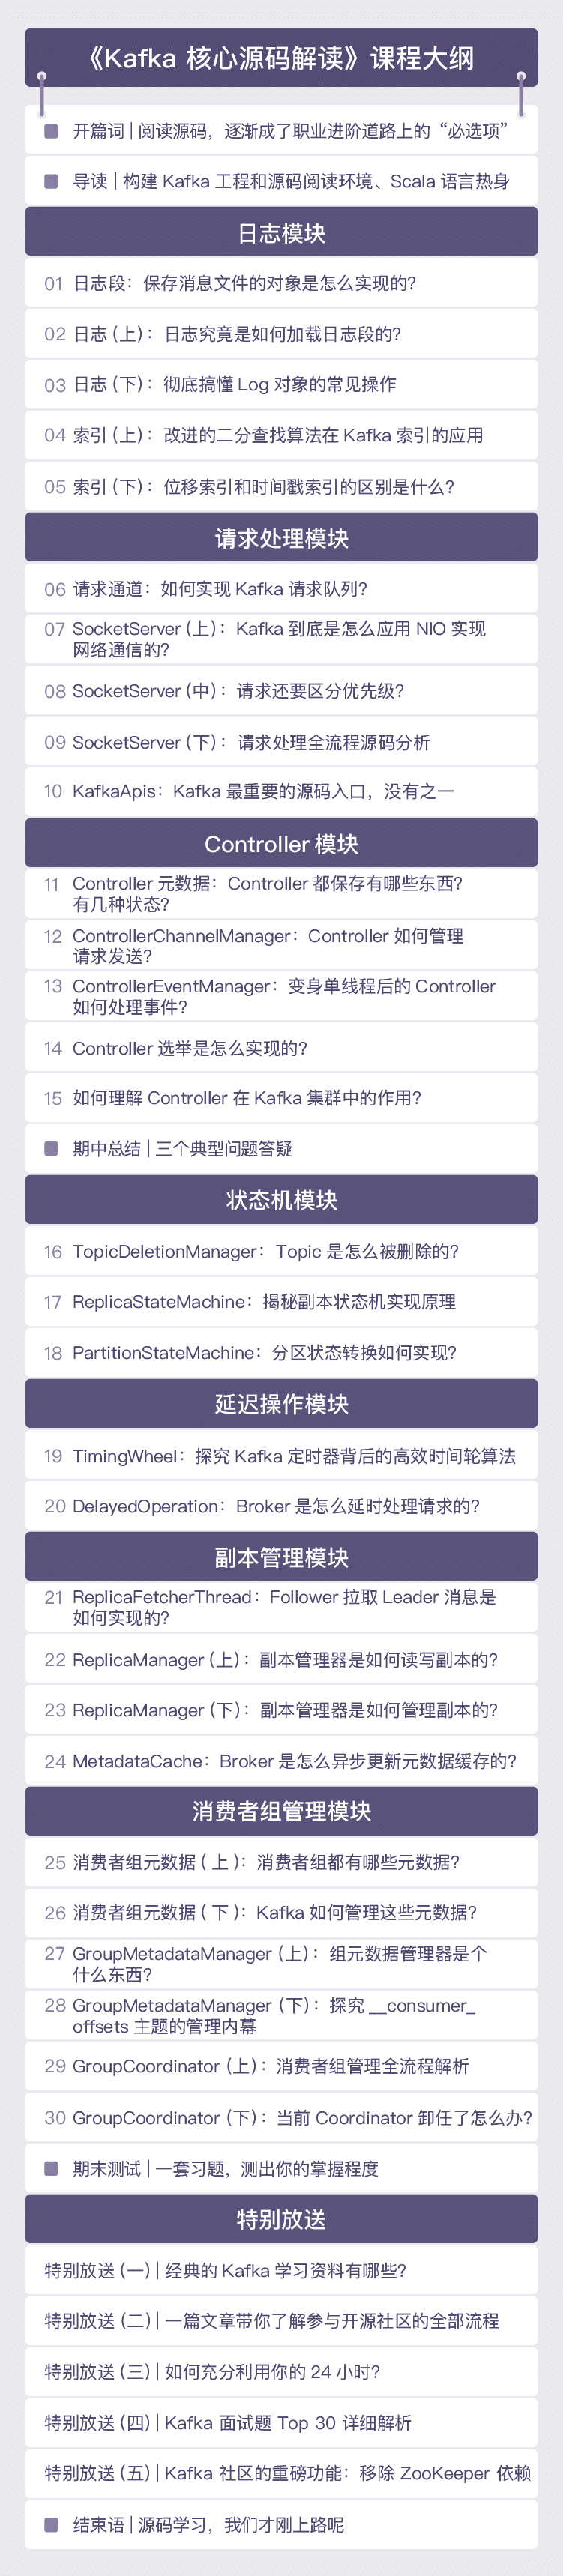 《Kafka 核心源码解读》课程大纲
开篇词 | 阅读源码，逐渐成了职业进阶道路上的“必选项”
导读 | 构建 Kafka 工程和源码阅读环境、Scala 语言热身
日志模块
01 日志段：保存消息文件的对象是怎么实现的？
02 日志（上）：日志究竟是如何加载日志段的？
03 日志（下）：彻底搞懂 Log 对象的常见操作
04 索引（上）：改进的二分查找算法在 Kafka 索引的应用
05 索引（下）：位移索引和时间戳索引的区别是什么？
请求处理模块
06 请求通道：如何实现 Kafka 请求队列？
07 SocketServer（上）：Kafka 到底是怎么应用 NIO 实现
网络通信的？
08 SocketServer（中）：请求还要区分优先级？
09 SocketServer（下）：请求处理全流程源码分析
10 KafkaApis：Kafka 最重要的源码入口，没有之一
Controller 模块
11 Controller 元数据：Controller 都保存有哪些东西？
有几种状态？
12 ControllerChannelManager：Controller 如何管理
请求发送？
13 ControllerEventManager：变身单线程后的 Controller
如何处理事件？
14 Controller 选举是怎么实现的？
15 如何理解 Controller 在 Kafka 集群中的作用？
期中总结 | 三个典型问题答疑
状态机模块
16 TopicDeletionManager：Topic 是怎么被删除的？
17 ReplicaStateMachine：揭秘副本状态机实现原理
18 PartitionStateMachine：分区状态转换如何实现？
延迟操作模块
19 TimingWheel：探究 Kafka 定时器背后的高效时间轮算法
20 DelayedOperation：Broker 是怎么延时处理请求的？
副本管理模块
21 ReplicaFetcherThread：Follower 拉取 Leader 消息是
如何实现的？
22 ReplicaManager（上）：副本管理器是如何读写副本的？
23 ReplicaManager（下）：副本管理器是如何管理副本的？
24 MetadataCache：Broker 是怎么异步更新元数据缓存的？
消费者组管理模块
25 消费者组元数据（ 上 ）：消费者组都有哪些元数据？
26 消费者组元数据（ 下 ）：Kafka 如何管理这些元数据？
27 GroupMetadataManager（上）：组元数据管理器是个
什么东西？
28 GroupMetadataManager（下）：探究 __consumer_
offsets 主题的管理内幕
29 GroupCoordinator（上）：消费者组管理全流程解析
30 GroupCoordinator（下）：当前 Coordinator 卸任了怎么办？
期末测试 | 一套习题，测出你的掌握程度
特别放送
特别放送（一）| 经典的 Kafka 学习资料有哪些？
特别放送（二）| 一篇文章带你了解参与开源社区的全部流程
特别放送（三）| 如何充分利用你的 24 小时？
特别放送（四）| Kafka 面试题 Top 30 详细解析
特别放送（五）| Kafka 社区的重磅功能：移除 ZooKeeper 依赖
结束语 | 源码学习，我们才刚上路呢